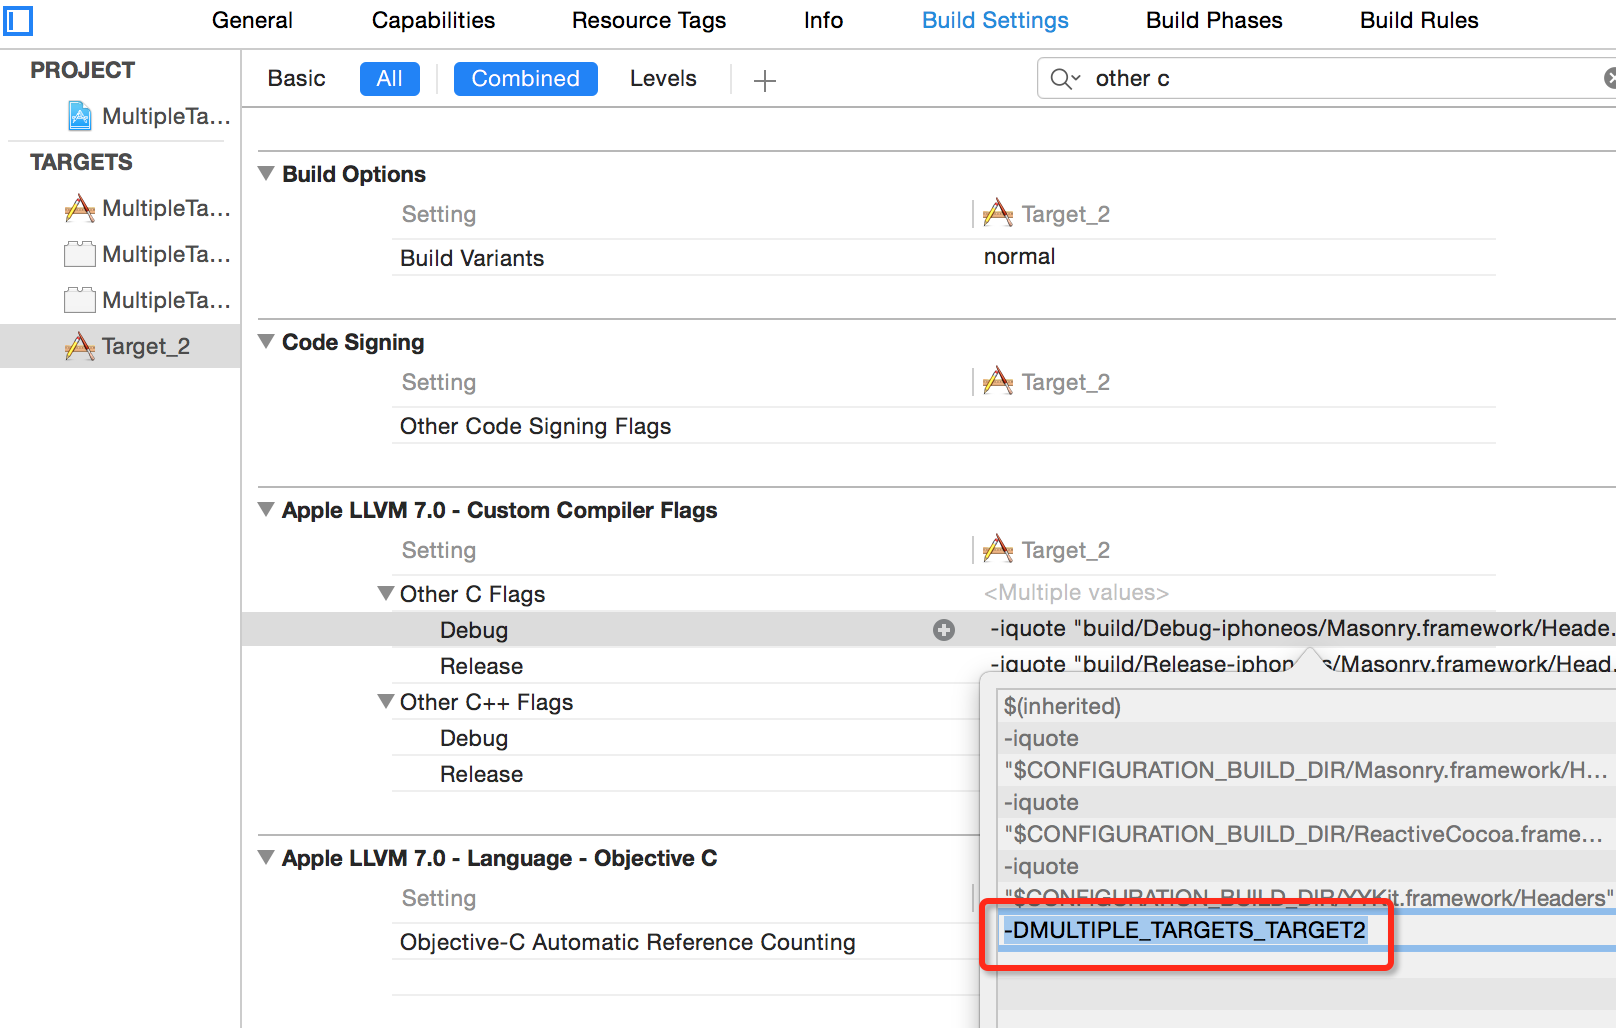 General Capabilities Resource Tags Info Build Settings Build Phases Build Rules
PROJECT
MultipleTa...
TARGETS
MultipleTa...
MultipleTa...
MultipleTa...
Target_2
Basic All Combined Levels + other c
Build Options
Setting Target_2
Build Variants normal
Code Signing
Setting Target_2
Other Code Signing Flags
Apple LLVM 7.0 - Custom Compiler Flags
Setting Target_2
Other C Flags <Multiple values>
Debug -iquote "build/Debug-iphoneos/Masonry.framework/Heade...
Release -iquote "build/Release-iphoneos/Masonry.framework/Head...
Other C++ Flags
Debug
Release
$(inherited)
-iquote
"$CONFIGURATION_BUILD_DIR/Masonry.framework/H...
-iquote
"$CONFIGURATION_BUILD_DIR/ReactiveCocoa.frame...
-iquote
"$CONFIGURATION_BUILD_DIR/YYKit.framework/Headers"
-DMULTIPLE_TARGETS_TARGET2
Apple LLVM 7.0 - Language - Objective C
Setting
Objective-C Automatic Reference Counting